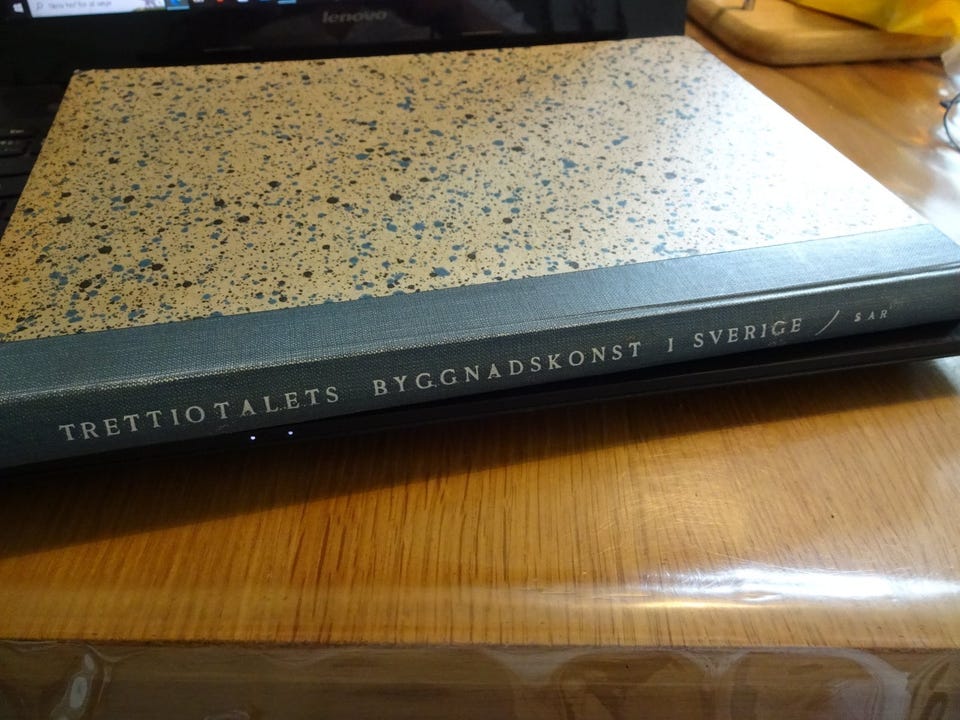 lenovo
TRETTIOTALETS BYGGNADSKONST I SVERIGE / SAR